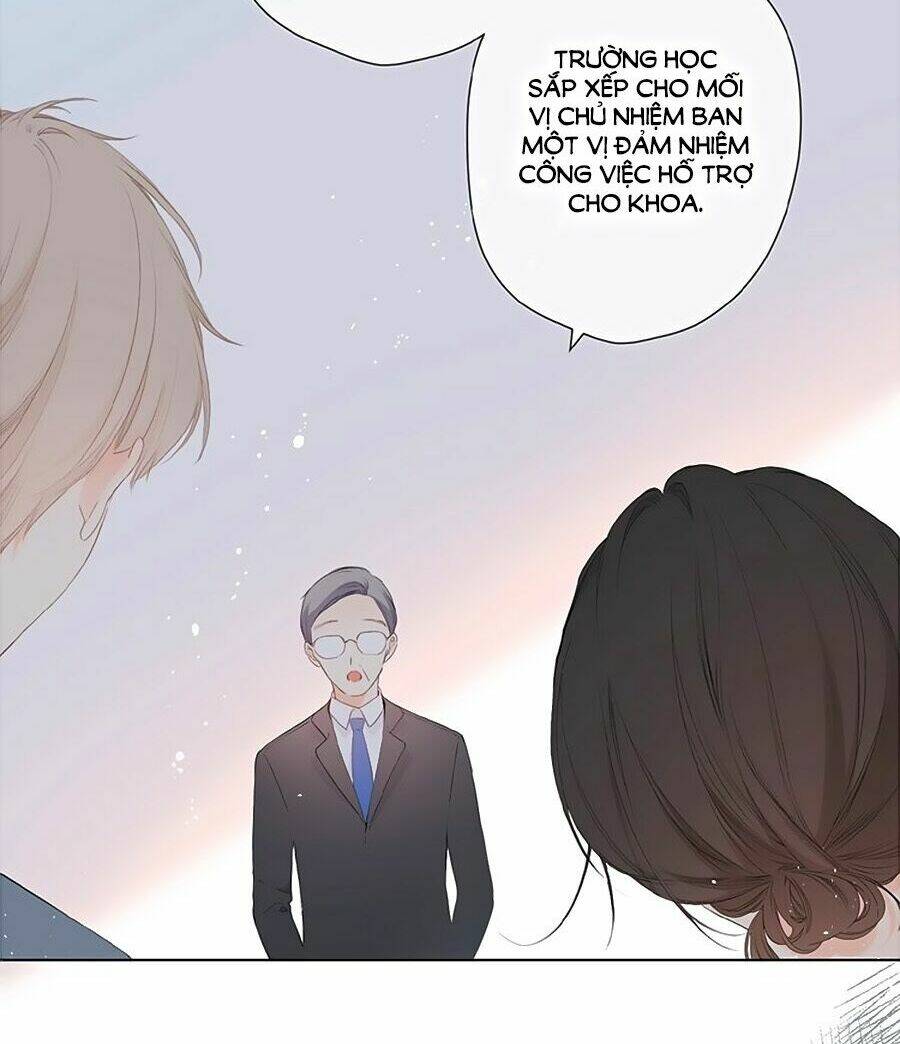 TRƯỜNG HỌC
SẮP XẾP CHO MỖI
VỊ CHỦ NHIỆM BAN
MỘT VỊ ĐẢM NHIỆM
CÔNG VIỆC HỖ TRỢ
CHO KHOA.